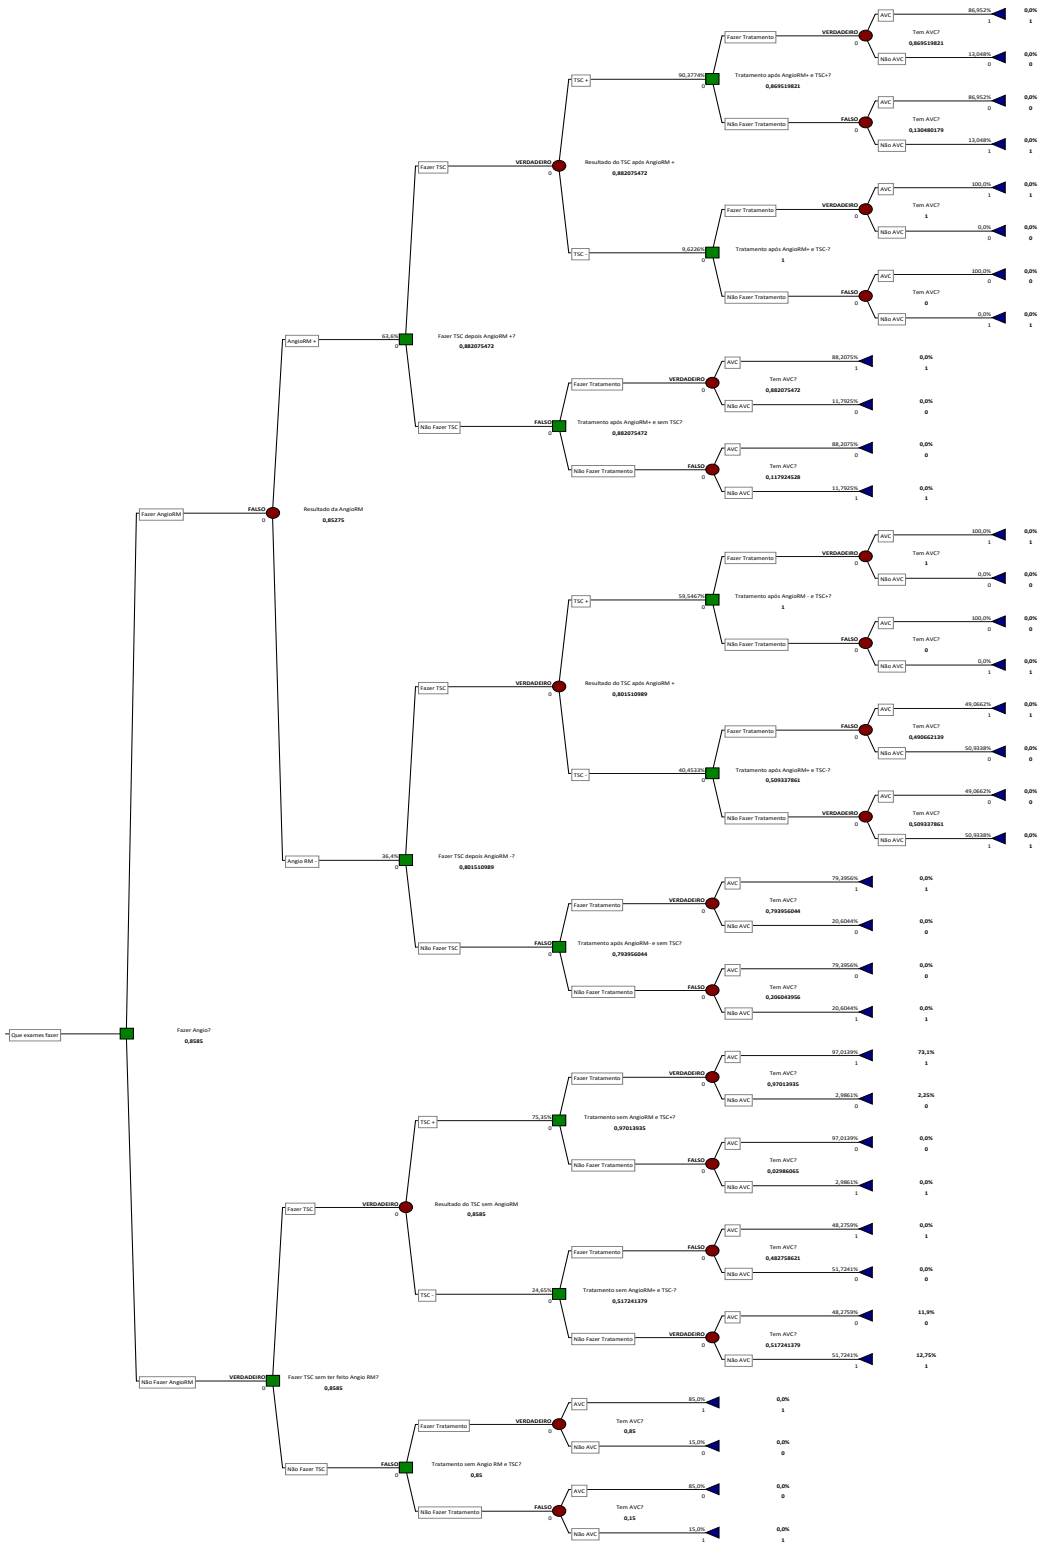 AVC 86,952% 0,0%
1 1
Fazer Tratamento VERDADEIRO Tem AVC?
0 0,869519821
Não AVC 13,048% 0,0%
0 0
TSC + 90,3774% Tratamento após AngioRM+ e TSC+?
0 0,869519821
AVC 86,952% 0,0%
0 0
Não Fazer Tratamento FALSO Tem AVC?
0 0,130480179
Não AVC 13,048% 0,0%
1 1
Fazer TSC VERDADEIRO Resultado do TSC após AngioRM +
0 0,882075472
AVC 100,0% 0,0%
1 1
Fazer Tratamento VERDADEIRO Tem AVC?
0 1
Não AVC 0,0% 0,0%
0 0
TSC - 9,6226% Tratamento após AngioRM+ e TSC-?
0 1
AVC 100,0% 0,0%
0 0
Não Fazer Tratamento FALSO Tem AVC?
0 0
Não AVC 0,0% 0,0%
1 1
AngioRM + 63,6% Fazer TSC depois AngioRM +?
0 0,882075472
AVC 88,2075% 0,0%
1 1
Fazer Tratamento VERDADEIRO Tem AVC?
0 0,882075472
Não AVC 11,7925% 0,0%
0 0
Não Fazer TSC FALSO Tratamento após AngioRM+ e sem TSC?
0 0,882075472
AVC 88,2075% 0,0%
0 0
Não Fazer Tratamento FALSO Tem AVC?
0 0,117924528
Não AVC 11,7925% 0,0%
1 1
Fazer AngioRM FALSO Resultado da AngioRM
0 0,85275
AVC 100,0% 0,0%
1 1
Fazer Tratamento VERDADEIRO Tem AVC?
0 1
Não AVC 0,0% 0,0%
0 0
TSC + 59,5467% Tratamento após AngioRM - e TSC+?
0 1
AVC 100,0% 0,0%
0 0
Não Fazer Tratamento FALSO Tem AVC?
0 0
Não AVC 0,0% 0,0%
1 1
Fazer TSC VERDADEIRO Resultado do TSC após AngioRM +
0 0,801510989
AVC 49,0662% 0,0%
1 1
Fazer Tratamento FALSO Tem AVC?
0 0,490662139
Não AVC 50,9338% 0,0%
0 0
TSC - 40,4533% Tratamento após AngioRM+ e TSC-?
0 0,509337861
AVC 49,0662% 0,0%
0 0
Não Fazer Tratamento VERDADEIRO Tem AVC?
0 0,509337861
Não AVC 50,9338% 0,0%
1 1
Angio RM - 36,4% Fazer TSC depois AngioRM -?
0 0,801510989
AVC 79,3956% 0,0%
1 1
Fazer Tratamento VERDADEIRO Tem AVC?
0 0,793956044
Não AVC 20,6044% 0,0%
0 0
Não Fazer TSC FALSO Tratamento após AngioRM- e sem TSC?
0 0,793956044
AVC 79,3956% 0,0%
0 0
Não Fazer Tratamento FALSO Tem AVC?
0 0,206043956
Não AVC 20,6044% 0,0%
1 1
Que exames fazer Fazer Angio?
0,8585
AVC 97,0139% 73,1%
1 1
Fazer Tratamento VERDADEIRO Tem AVC?
0 0,97013935
Não AVC 2,9861% 2,25%
0 0
TSC + 75,35% Tratamento sem AngioRM e TSC+?
0 0,97013935
AVC 97,0139% 0,0%
0 0
Não Fazer Tratamento FALSO Tem AVC?
0 0,02986065
Não AVC 2,9861% 0,0%
1 1
Fazer TSC VERDADEIRO Resultado do TSC sem AngioRM
0 0,8585
AVC 48,2759% 0,0%
1 1
Fazer Tratamento FALSO Tem AVC?
0 0,482758621
Não AVC 51,7241% 0,0%
0 0
TSC - 24,65% Tratamento sem AngioRM+ e TSC-?
0 0,517241379
AVC 48,2759% 11,9%
0 0
Não Fazer Tratamento VERDADEIRO Tem AVC?
0 0,517241379
Não AVC 51,7241% 12,75%
1 1
Não Fazer AngioRM VERDADEIRO Fazer TSC sem ter feito Angio RM?
0 0,8585
AVC 85,0% 0,0%
1 1
Fazer Tratamento VERDADEIRO Tem AVC?
0 0,85
Não AVC 15,0% 0,0%
0 0
Não Fazer TSC FALSO Tratamento sem Angio RM e TSC?
0 0,85
AVC 85,0% 0,0%
0 0
Não Fazer Tratamento FALSO Tem AVC?
0 0,15
Não AVC 15,0% 0,0%
1 1